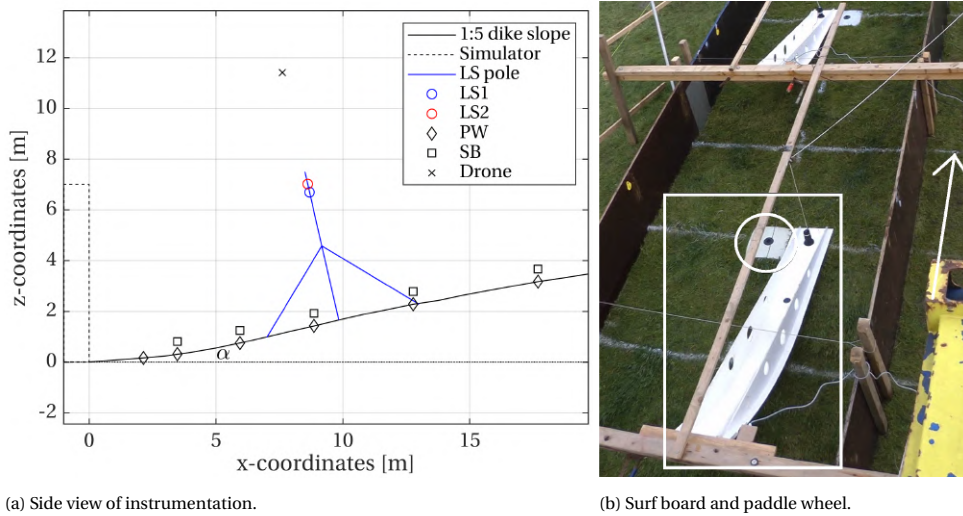 1:5 dike slope
Simulator
LS pole
LS1
LS2
PW
SB
Drone
12
10
8
6
4
2
0
-2
z-coordinates [m]
α
0
5
10
15
x-coordinates [m]
(a) Side view of instrumentation.
(b) Surf board and paddle wheel.